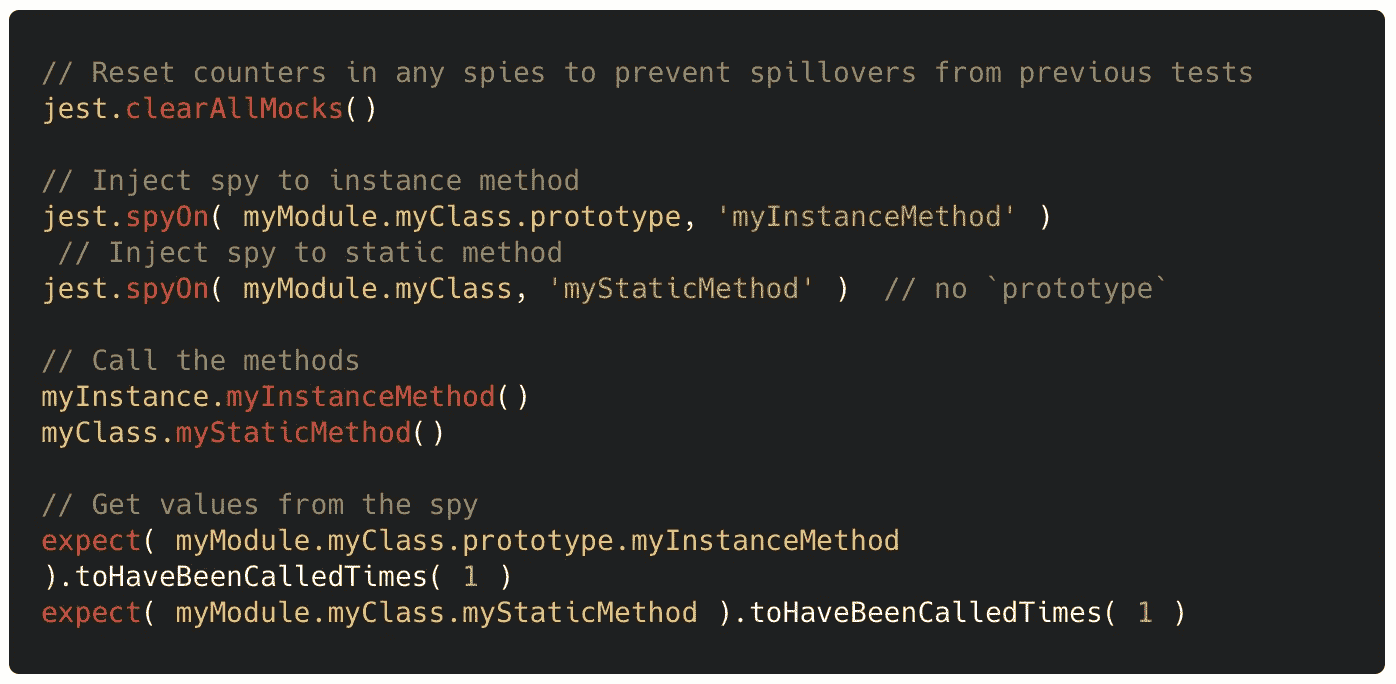 // Reset counters in any spies to prevent spillovers from previous tests
jest.clearAllMocks()
// Inject spy to instance method
jest.spyOn( myModule.myClass.prototype, 'myInstanceMethod' )
// Inject spy to static method
jest.spyOn( myModule.myClass, 'myStaticMethod' )  // no `prototype`
// Call the methods
myInstance.myInstanceMethod()
myClass.myStaticMethod()
// Get values from the spy
expect( myModule.myClass.prototype.myInstanceMethod
).toHaveBeenCalledTimes( 1 )
expect( myModule.myClass.myStaticMethod ).toHaveBeenCalledTimes( 1 )